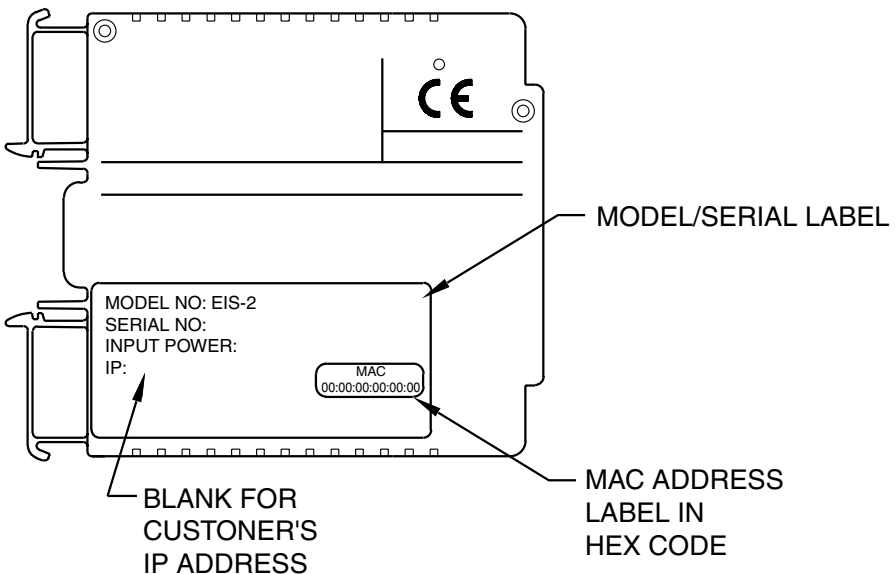 CE
MODEL/SERIAL LABEL
MODEL NO: EIS-2
SERIAL NO:
INPUT POWER:
IP:
MAC
00:00:00:00:00:00
BLANK FOR
CUSTONER'S
IP ADDRESS
MAC ADDRESS
LABEL IN
HEX CODE